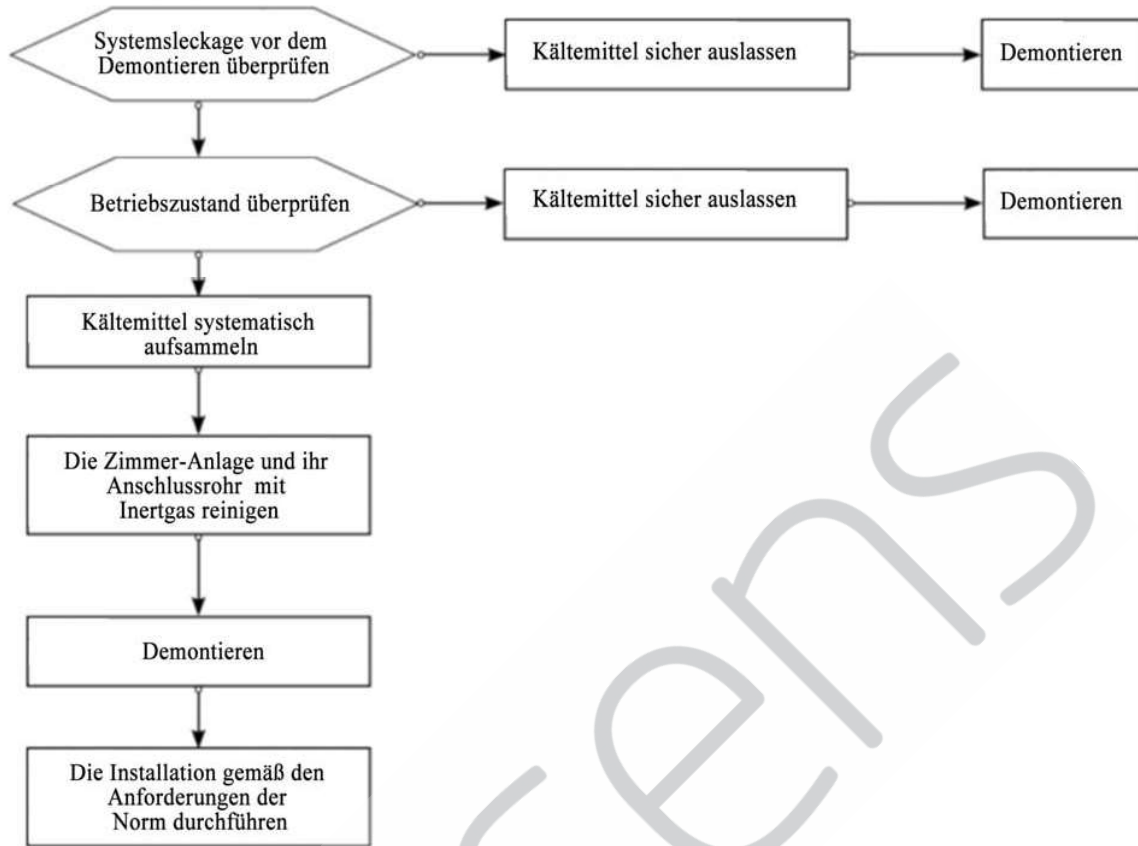 Systemsleckage vor dem
Demontieren überprüfen
Kältemittel sicher auslassen
Demontieren
Betriebszustand überprüfen
Kältemittel sicher auslassen
Demontieren
Kältemittel systematisch
aufsammeln
Die Zimmer-Anlage und ihr
Anschlussrohr mit
Inertgas reinigen
Demontieren
Die Installation gemäß den
Anforderungen der
Norm durchführen
sens